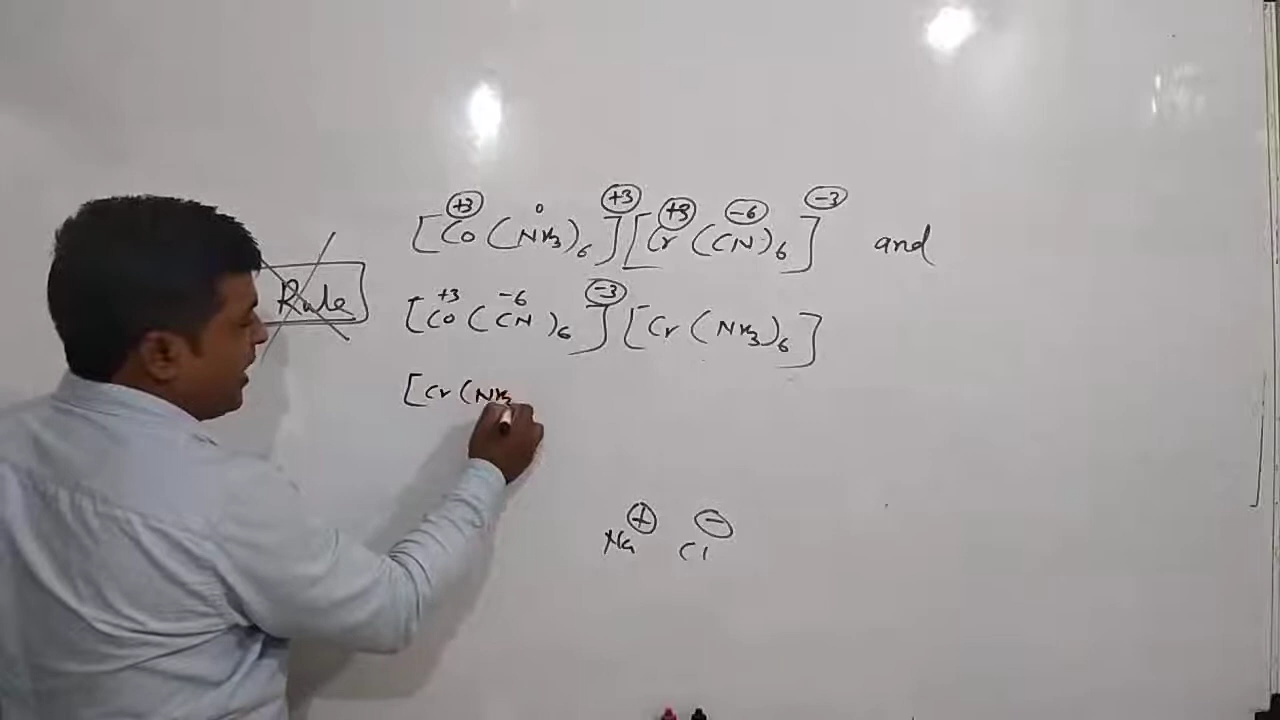 [Co(NH3)6]+3 [Cr(CN)6]-3 and
+3 0 +3 -6
Rule
[Co(CN)6]-3 [Cr(NH3)6]
+3 -6
[Cr(NH3
Na+ Cl-